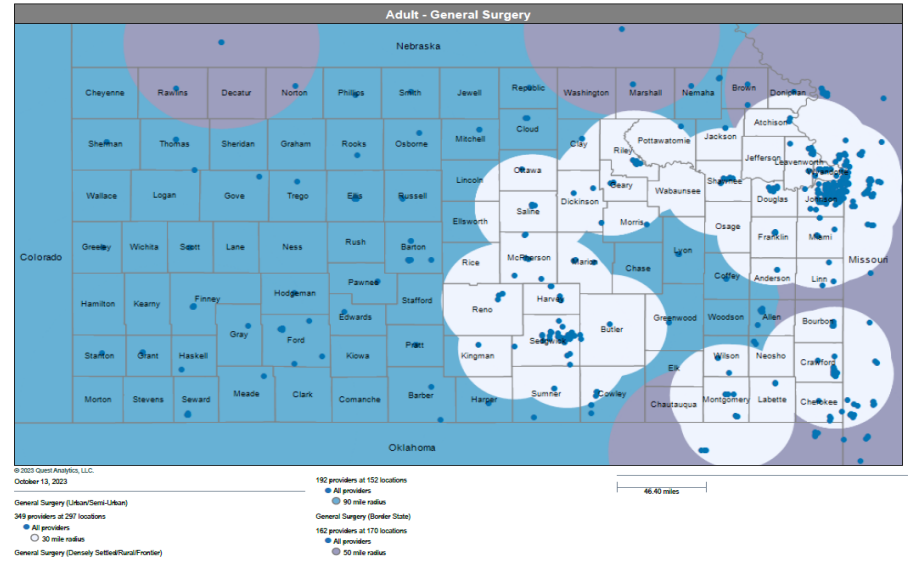 Adult - General Surgery
Nebraska
Cheyenne Rawlins Decatur Norton Phillips Smith Jewell Republic Washington Marshall Nemaha Brown Doniphan
Atchison
Sherman Thomas Sheridan Graham Rooks Osborne Mitchell Cloud Clay Riley Pottawatomie Jackson
Jefferson Leavenworth
Wyandotte
Wallace Logan Gove Trego Ellis Russell Lincoln Ottawa Dickinson Geary Wabaunsee Shawnee Douglas Johnson
Saline
Ellsworth Morris Osage
Colorado Greeley Wichita Scott Lane Ness Rush Barton Rice McPherson Marion Chase Lyon Franklin Miami Missouri
Coffey Anderson Linn
Hamilton Kearny Finney Hodgeman Pawnee Stafford Reno Harvey
Gray Ford Edwards Butler Greenwood Woodson Allen Bourbon
Stanton Grant Haskell Kiowa Pratt Kingman Sedgwick Elk Wilson Neosho Crawford
Morton Stevens Seward Meade Clark Comanche Barber Harper Sumner Cowley Chautauqua Montgomery Labette Cherokee
Oklahoma
© 2023 Quest Analytics, LLC.
October 13, 2023
General Surgery (Urban/Semi-Urban)
349 providers at 297 locations
All providers
30 mile radius
General Surgery (Densely Settled/Rural/Frontier)
192 providers at 152 locations
All providers
90 mile radius
General Surgery (Border State)
162 providers at 170 locations
All providers
50 mile radius
46.40 miles